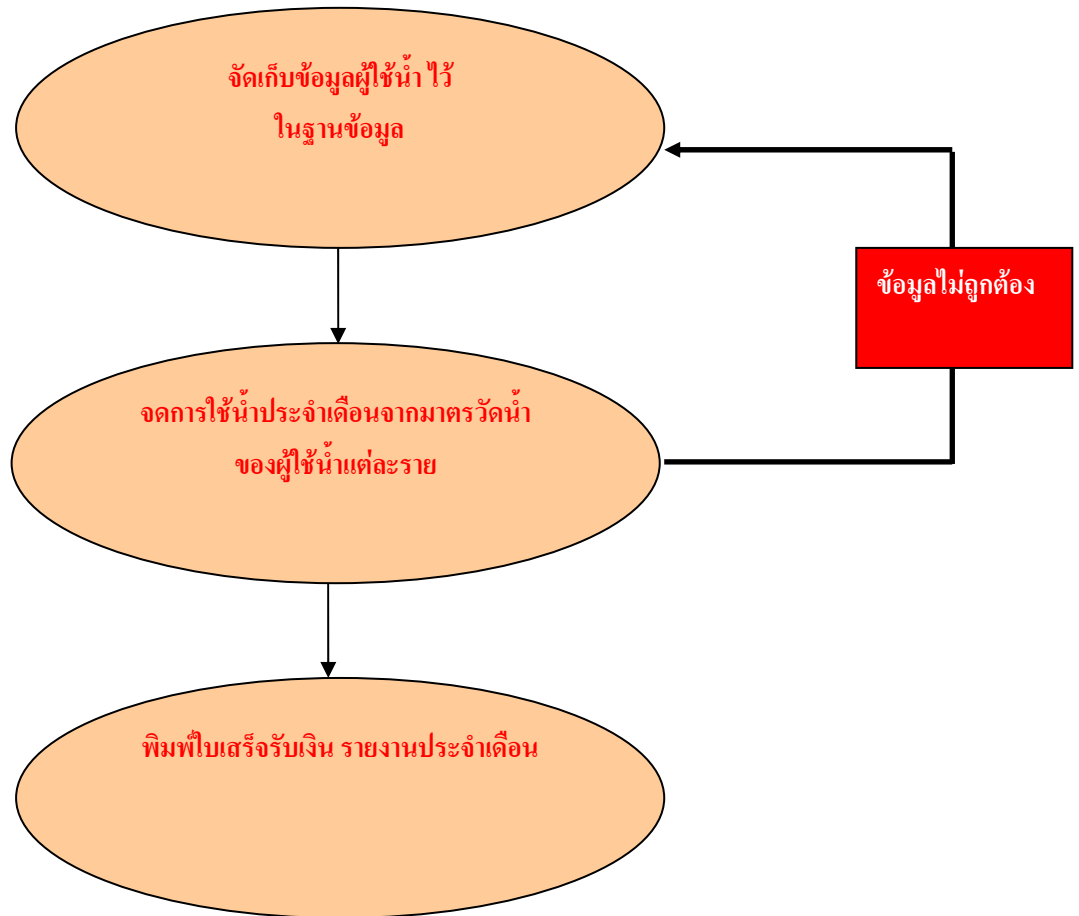 จัดเก็บข้อมูลผู้ใช้น้ำ ไว้
ในฐานข้อมูล
ข้อมูลไม่ถูกต้อง
จดการใช้น้ำประจำเดือนจากมาตรวัดน้ำ
ของผู้ใช้น้ำแต่ละราย
พิมพ์ใบเสร็จรับเงิน รายงานประจำเดือน